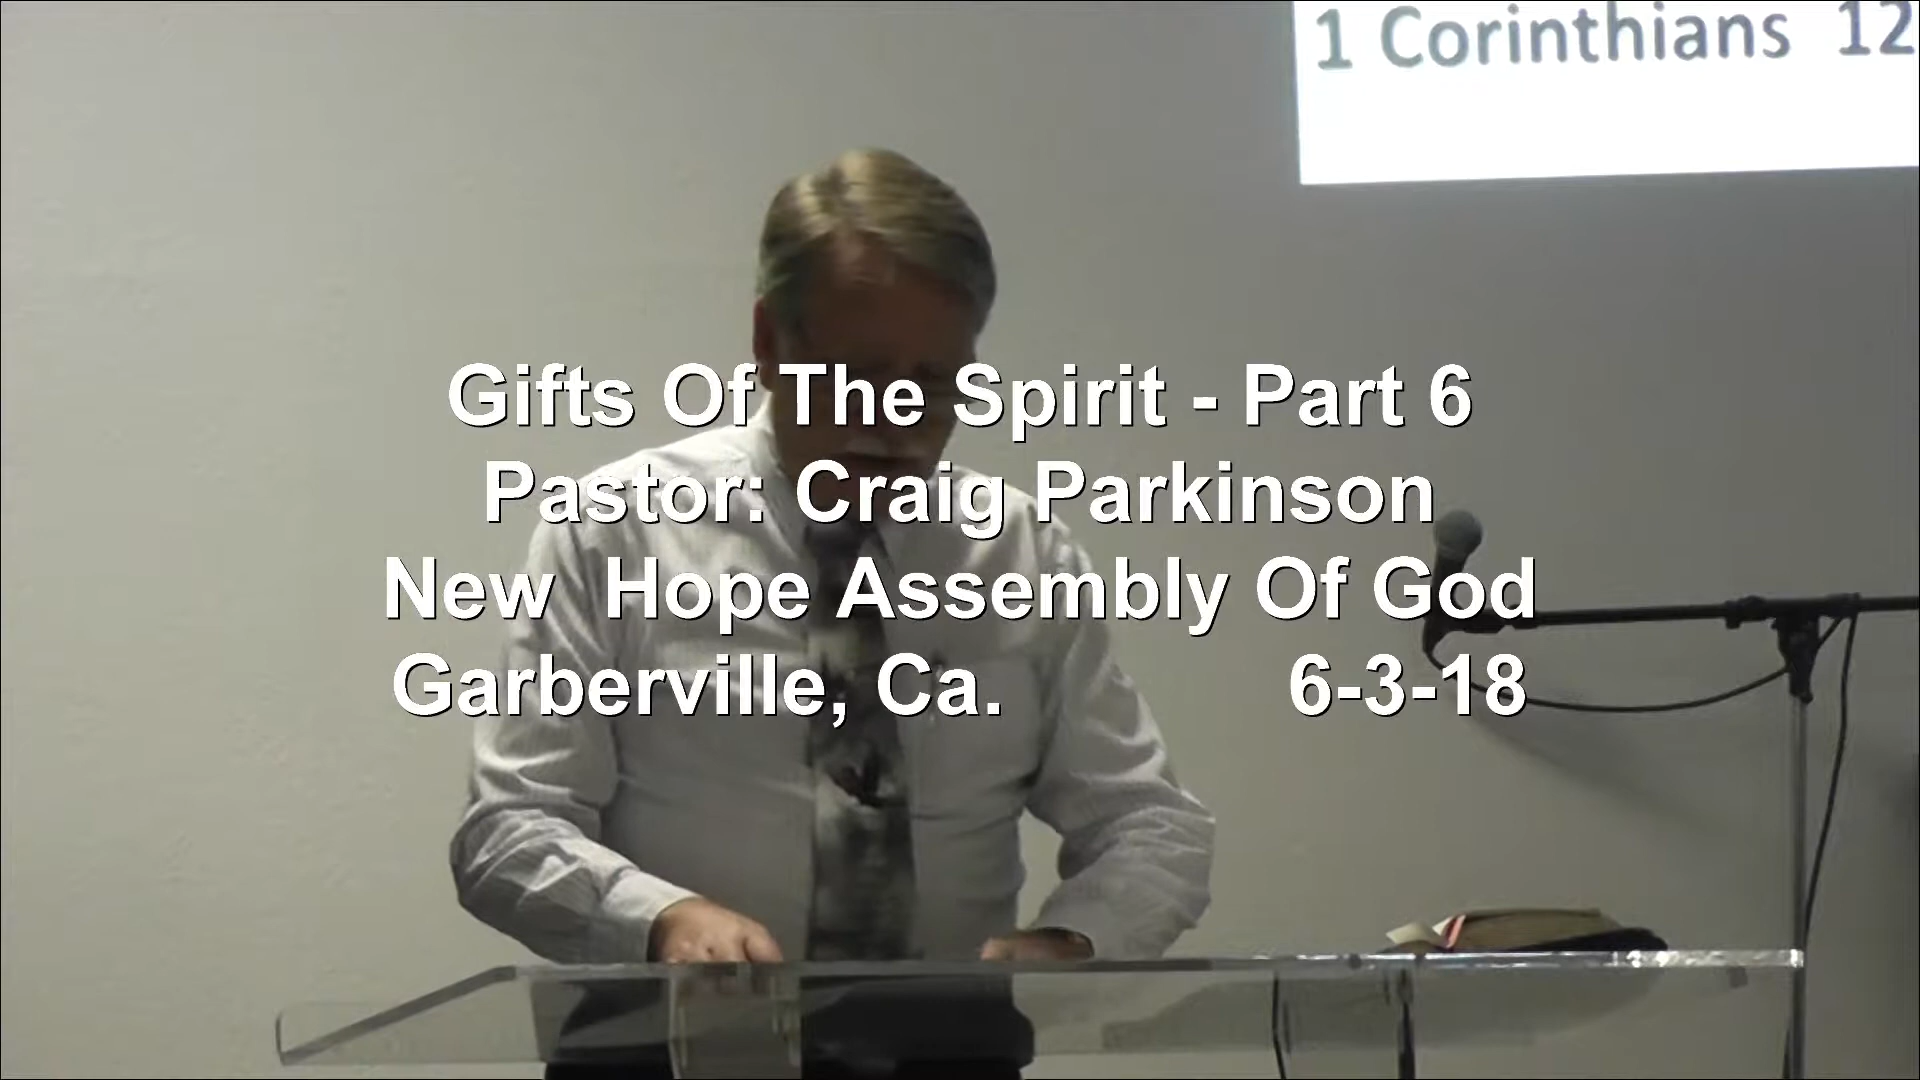 1 Corinthians 12
Gifts Of The Spirit - Part 6
Pastor: Craig Parkinson
New Hope Assembly Of God
Garberville, Ca. 6-3-18